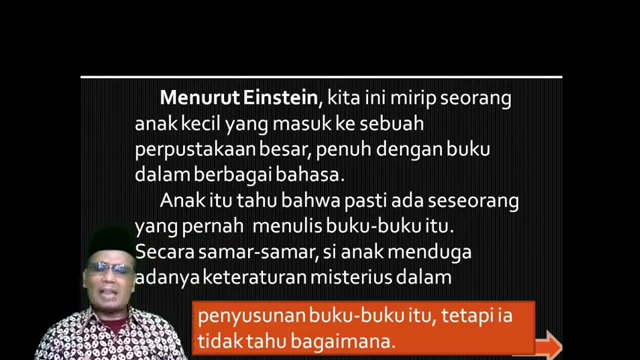 Menurut Einstein, kita ini mirip seorang
anak kecil yang masuk ke sebuah
perpustakaan besar, penuh dengan buku
dalam berbagai bahasa.
Anak itu tahu bahwa pasti ada seseorang
yang pernah menulis buku-buku itu.
Secara samar-samar, si anak menduga
adanya keteraturan misterius dalam
penyusunan buku-buku itu, tetapi ia
tidak tahu bagaimana.